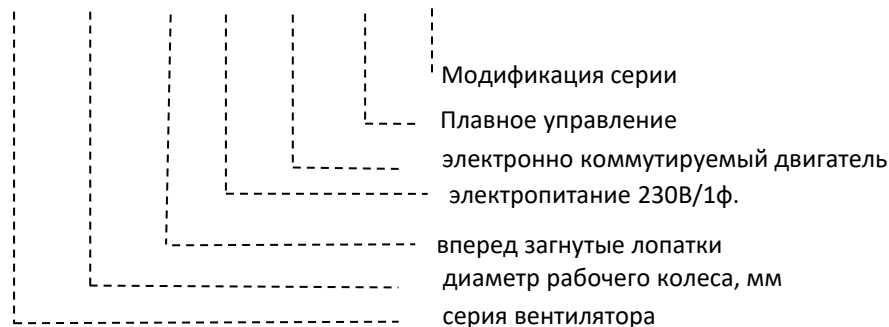 Модификация серии
Плавное управление
электронно коммутируемый двигатель
электропитание 230В/1ф.
вперед загнутые лопатки
диаметр рабочего колеса, мм
серия вентилятора